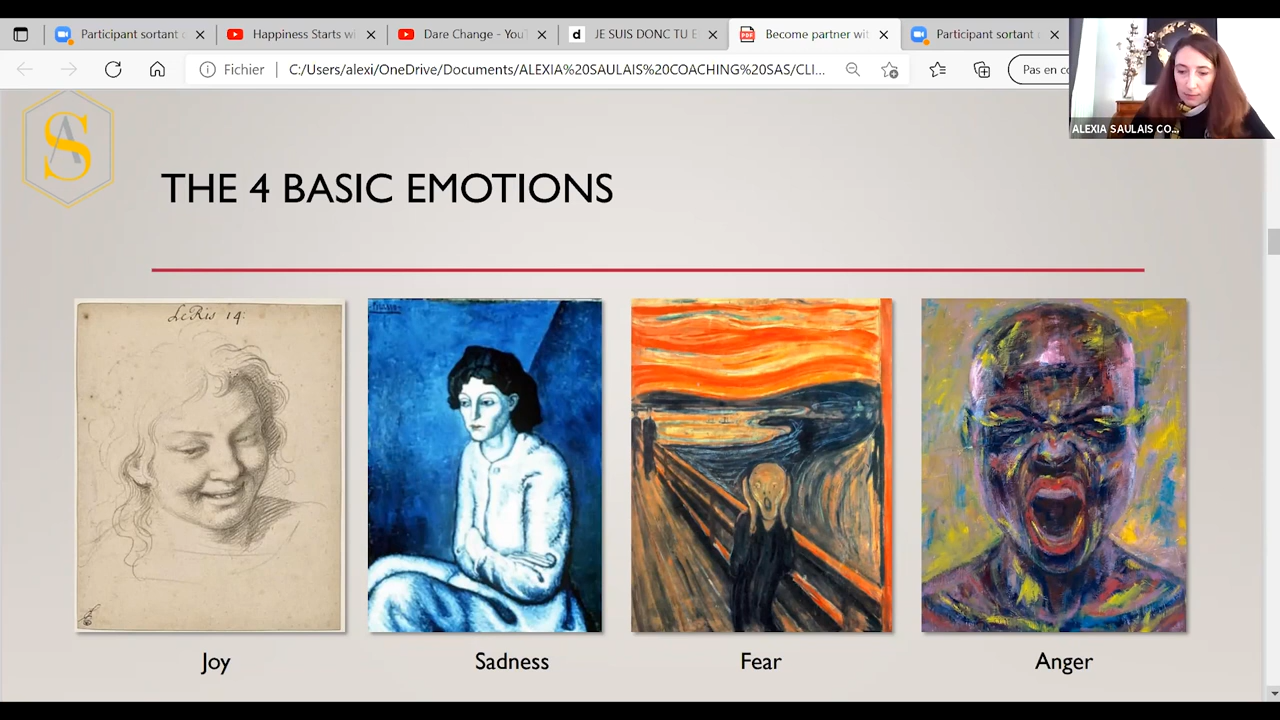 Participant sortant c
Happiness Starts wi
Dare Change - You
d JE SUIS DONC TU E
PDF Become partner wit
Participant sortant c
Fichier C:/Users/alexi/OneDrive/Documents/ALEXIA%20SAULAIS%20COACHING%20SAS/CLI...
Pas en co
ALEXIA SAULAIS CO...
AS
THE 4 BASIC EMOTIONS
Le Ris 14.
Joy
Sadness
Fear
Anger